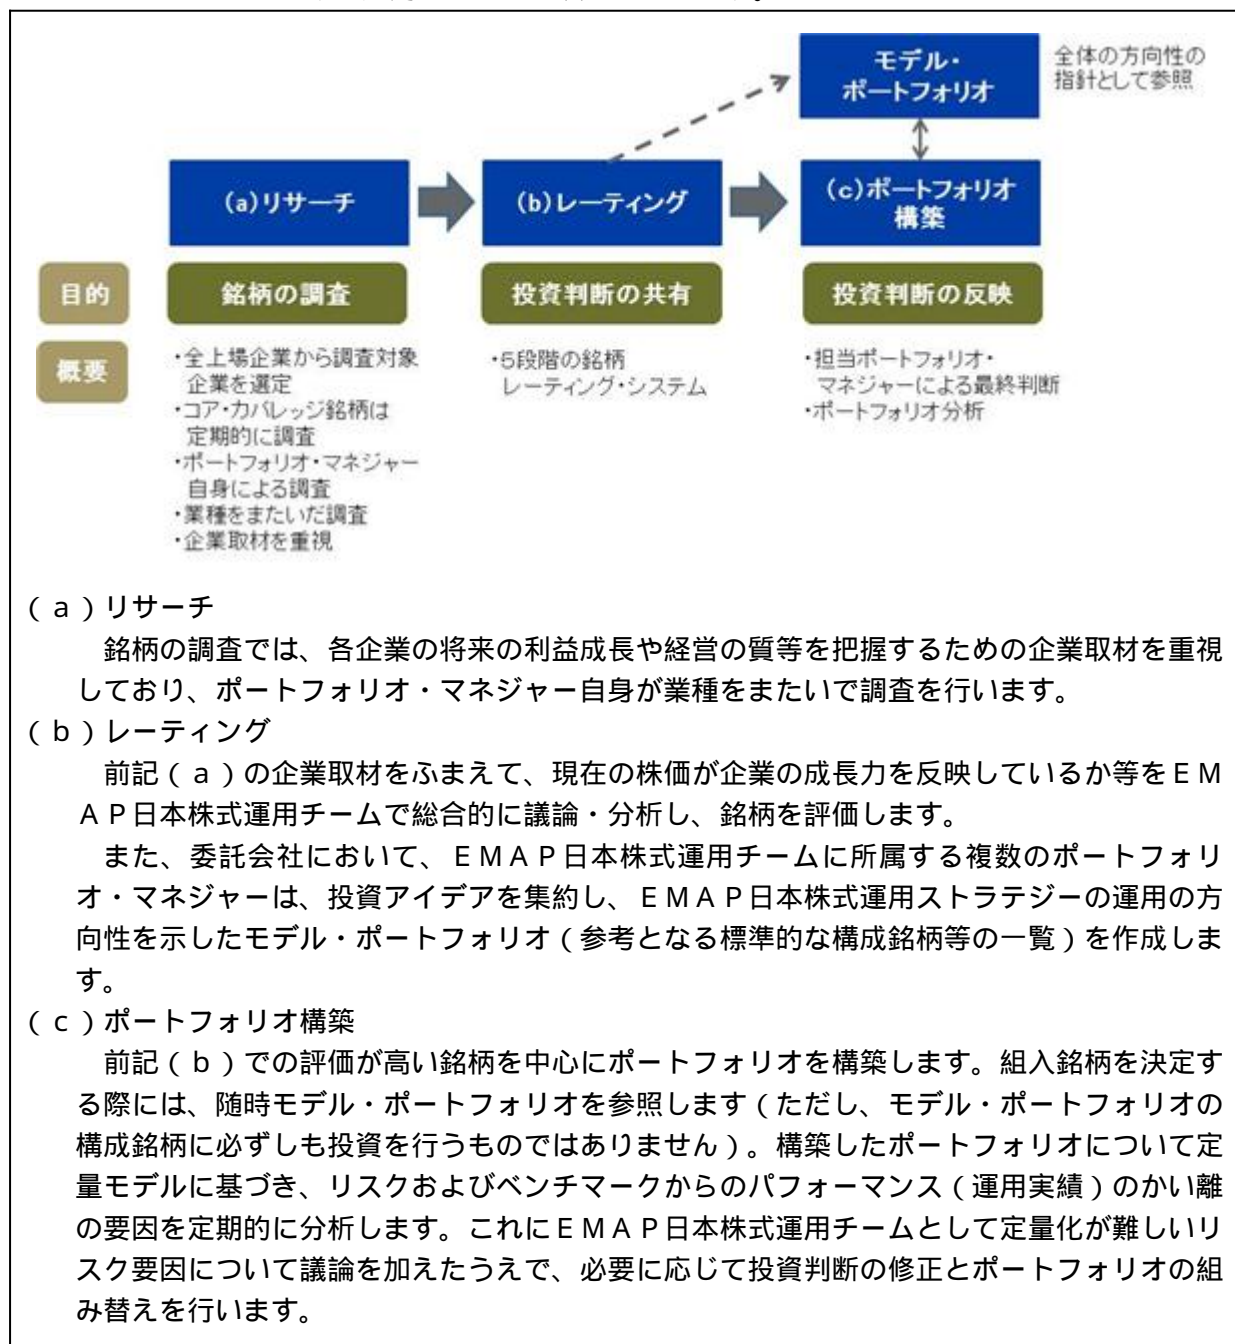 モデル・
ポートフォリオ
全体の方向性の
指針として参照
(a)リサーチ
(b)レーティング
(c)ポートフォリオ
構築
目的
銘柄の調査
投資判断の共有
投資判断の反映
概要
・全上場企業から調査対象
企業を選定
・コア・カバレッジ銘柄は
定期的に調査
・ポートフォリオ・マネジャー
自身による調査
・業種をまたいだ調査
・企業取材を重視
・5段階の銘柄
レーティング・システム
・担当ポートフォリオ・
マネジャーによる最終判断
・ポートフォリオ分析
(a)リサーチ
銘柄の調査では、各企業の将来の利益成長や経営の質等を把握するための企業取材を重視
しており、ポートフォリオ・マネジャー自身が業種をまたいで調査を行います。
(b)レーティング
前記(a)の企業取材をふまえて、現在の株価が企業の成長力を反映しているか等をEM
AP日本株式運用チームで総合的に議論・分析し、銘柄を評価します。
また、委託会社において、EMAP日本株式運用チームに所属する複数のポートフォリ
オ・マネジャーは、投資アイデアを集約し、EMAP日本株式運用ストラテジーの運用の方
向性を示したモデル・ポートフォリオ(参考となる標準的な構成銘柄等の一覧)を作成しま
す。
(c)ポートフォリオ構築
前記(b)での評価が高い銘柄を中心にポートフォリオを構築します。組入銘柄を決定す
る際には、随時モデル・ポートフォリオを参照します(ただし、モデル・ポートフォリオの
構成銘柄に必ずしも投資を行うものではありません)。構築したポートフォリオについて定
量モデルに基づき、リスクおよびベンチマークからのパフォーマンス(運用実績)のかい離
の要因を定期的に分析します。これにEMAP日本株式運用チームとして定量化が難しいリ
スク要因について議論を加えたうえで、必要に応じて投資判断の修正とポートフォリオの組
み替えを行います。